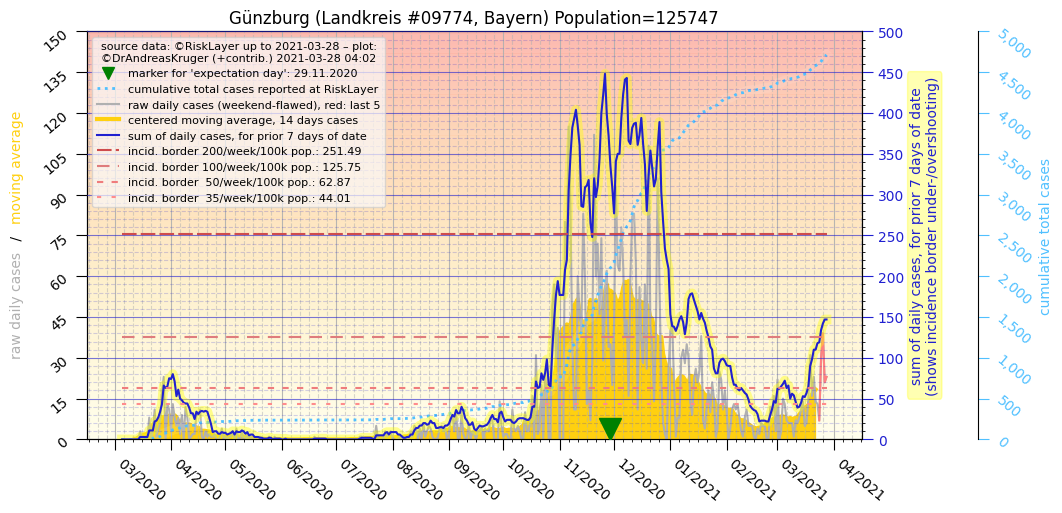 Günzburg (Landkreis #09774, Bayern) Population=125747
source data: ©RiskLayer up to 2021-03-28 – plot:
©DrAndreasKruger (+contrib.) 2021-03-28 04:02
marker for 'expectation day': 29.11.2020
cumulative total cases reported at RiskLayer
raw daily cases (weekend-flawed), red: last 5
centered moving average, 14 days cases
sum of daily cases, for prior 7 days of date
incid. border 200/week/100k pop.: 251.49
incid. border 100/week/100k pop.: 125.75
incid. border  50/week/100k pop.: 62.87
incid. border  35/week/100k pop.: 44.01
raw daily cases / moving average
150
135
120
105
90
75
60
45
30
15
0
03/2020
04/2020
05/2020
06/2020
07/2020
08/2020
09/2020
10/2020
11/2020
12/2020
01/2021
02/2021
03/2021
04/2021
500
450
400
350
300
250
200
150
100
50
0
sum of daily cases, for prior 7 days of date
(shows incidence border under-/overshooting)
5,000
4,500
4,000
3,500
3,000
2,500
2,000
1,500
1,000
500
0
cumulative total cases